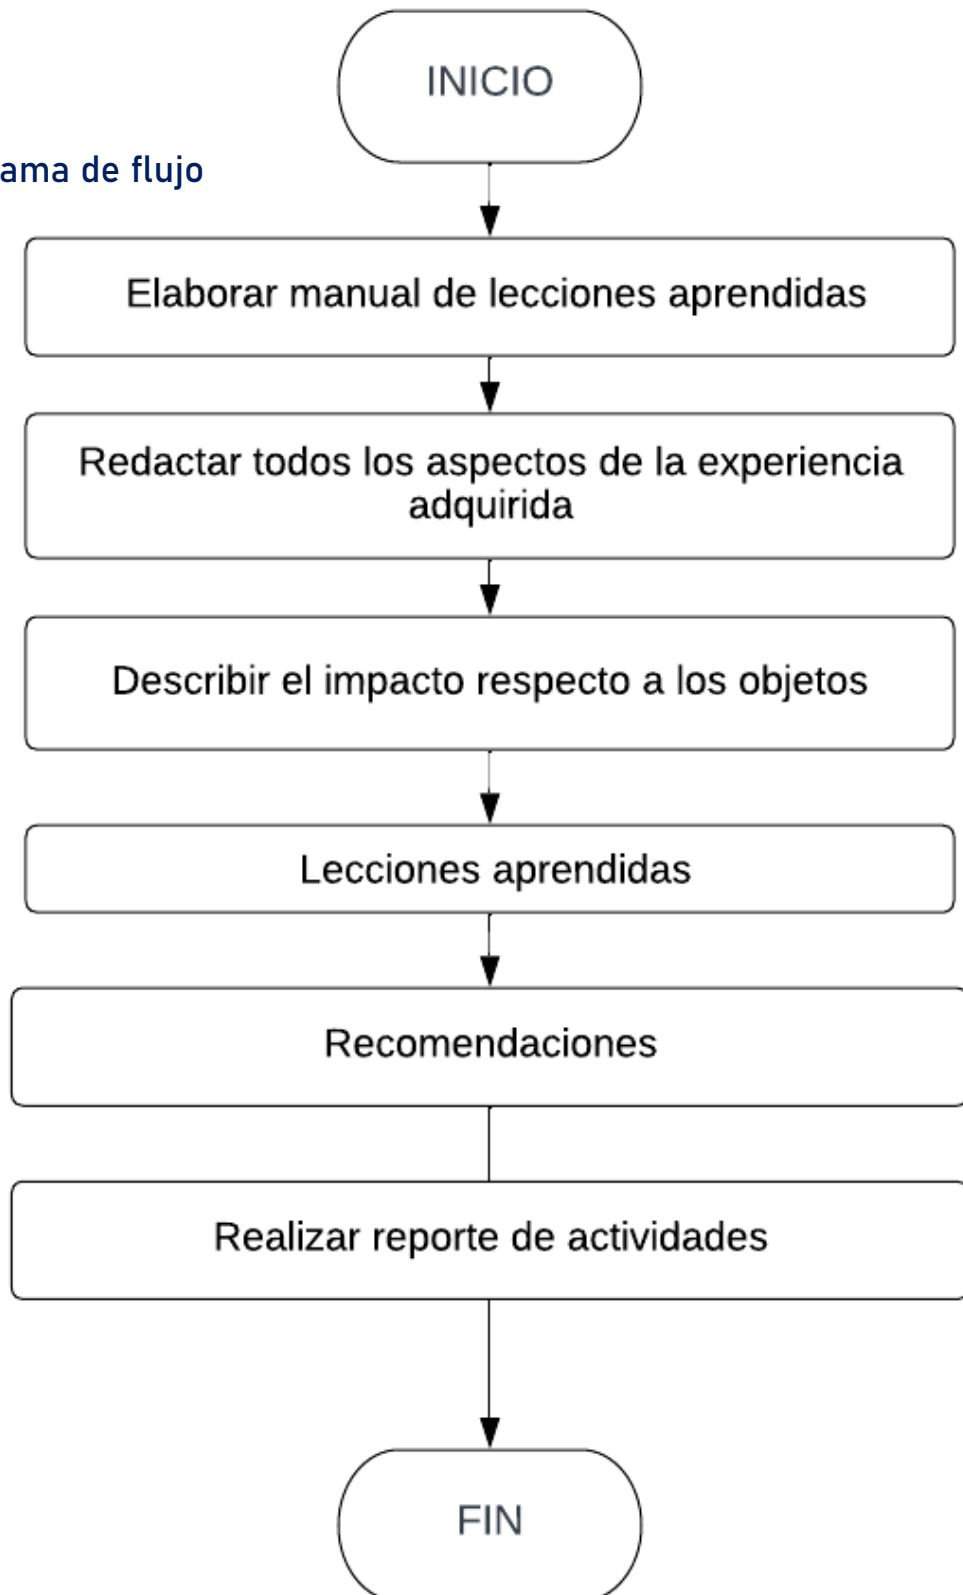 INICIO
ama de flujo
Elaborar manual de lecciones aprendidas
Redactar todos los aspectos de la experiencia
adquirida
Describir el impacto respecto a los objetos
Lecciones aprendidas
Recomendaciones
Realizar reporte de actividades
FIN